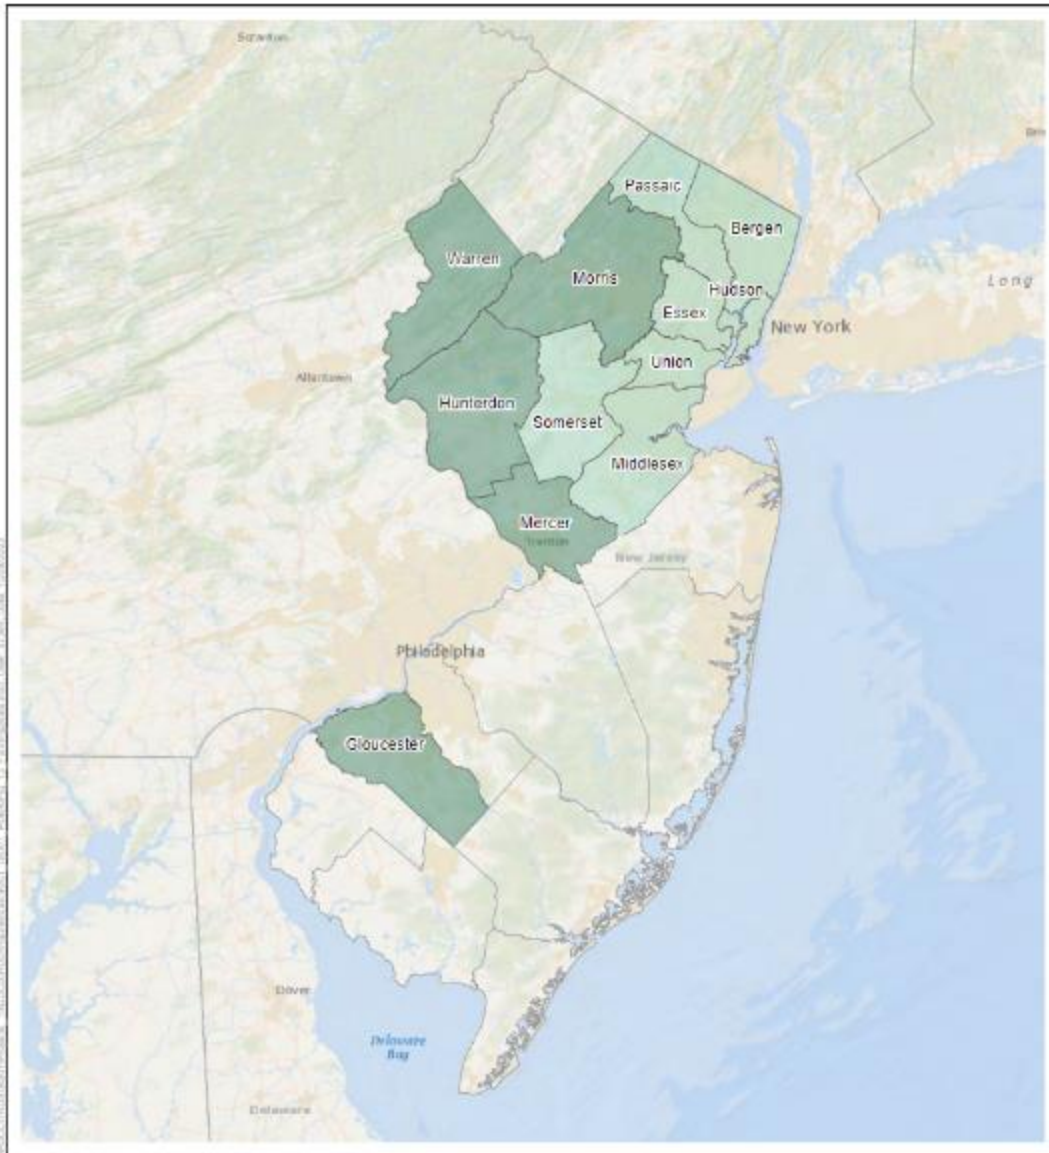 Scranton
Passaic
Bergen
Warren
Morris
Long
Hudson
Essex
New York
Union
Allentown
Hunterdon
Somerset
Middlesex
Mercer
Trenton
New Jersey
Philadelphia
Gloucester
Dover
Delaware
Bay
Delaware